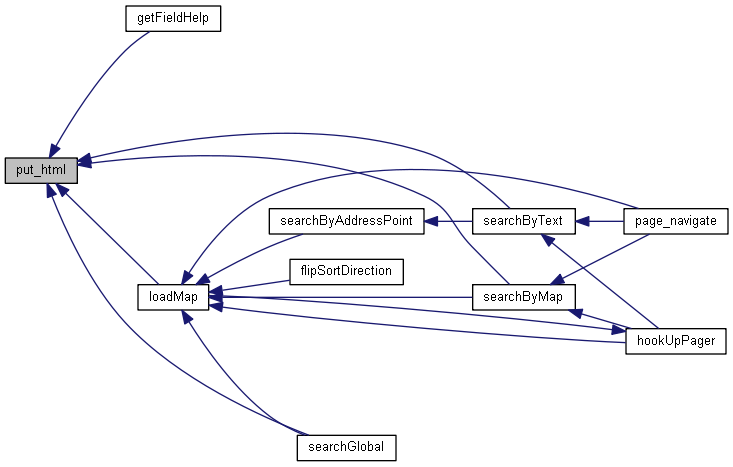 getFieldHelp
put_html
searchByAddressPoint
searchByText
page_navigate
flipSortDirection
loadMap
searchByMap
hookUpPager
searchGlobal